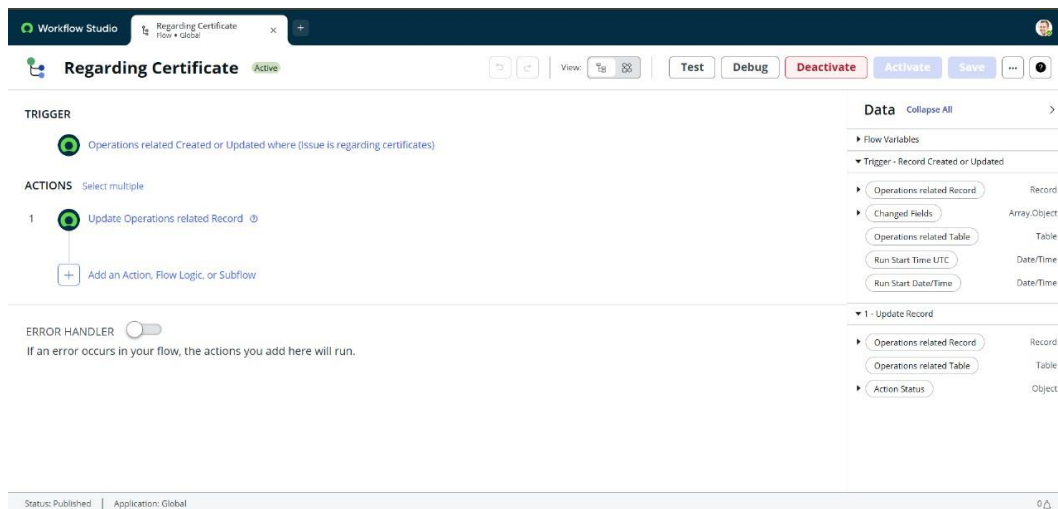 Workflow Studio
Regarding Certificate
Flow • Global
Regarding Certificate Active
View: Test Debug Deactivate Activate Save
TRIGGER
Operations related Created or Updated where (Issue is regarding certificates)
ACTIONS Select multiple
1 Update Operations related Record
Add an Action, Flow Logic, or Subflow
ERROR HANDLER
If an error occurs in your flow, the actions you add here will run.
Data Collapse All
Flow Variables
Trigger - Record Created or Updated
Operations related Record Record
Changed Fields Array.Object
Operations related Table Table
Run Start Time UTC Date/Time
Run Start Date/Time Date/Time
1 - Update Record
Operations related Record Record
Operations related Table Table
Action Status Object
Status: Published | Application: Global 0